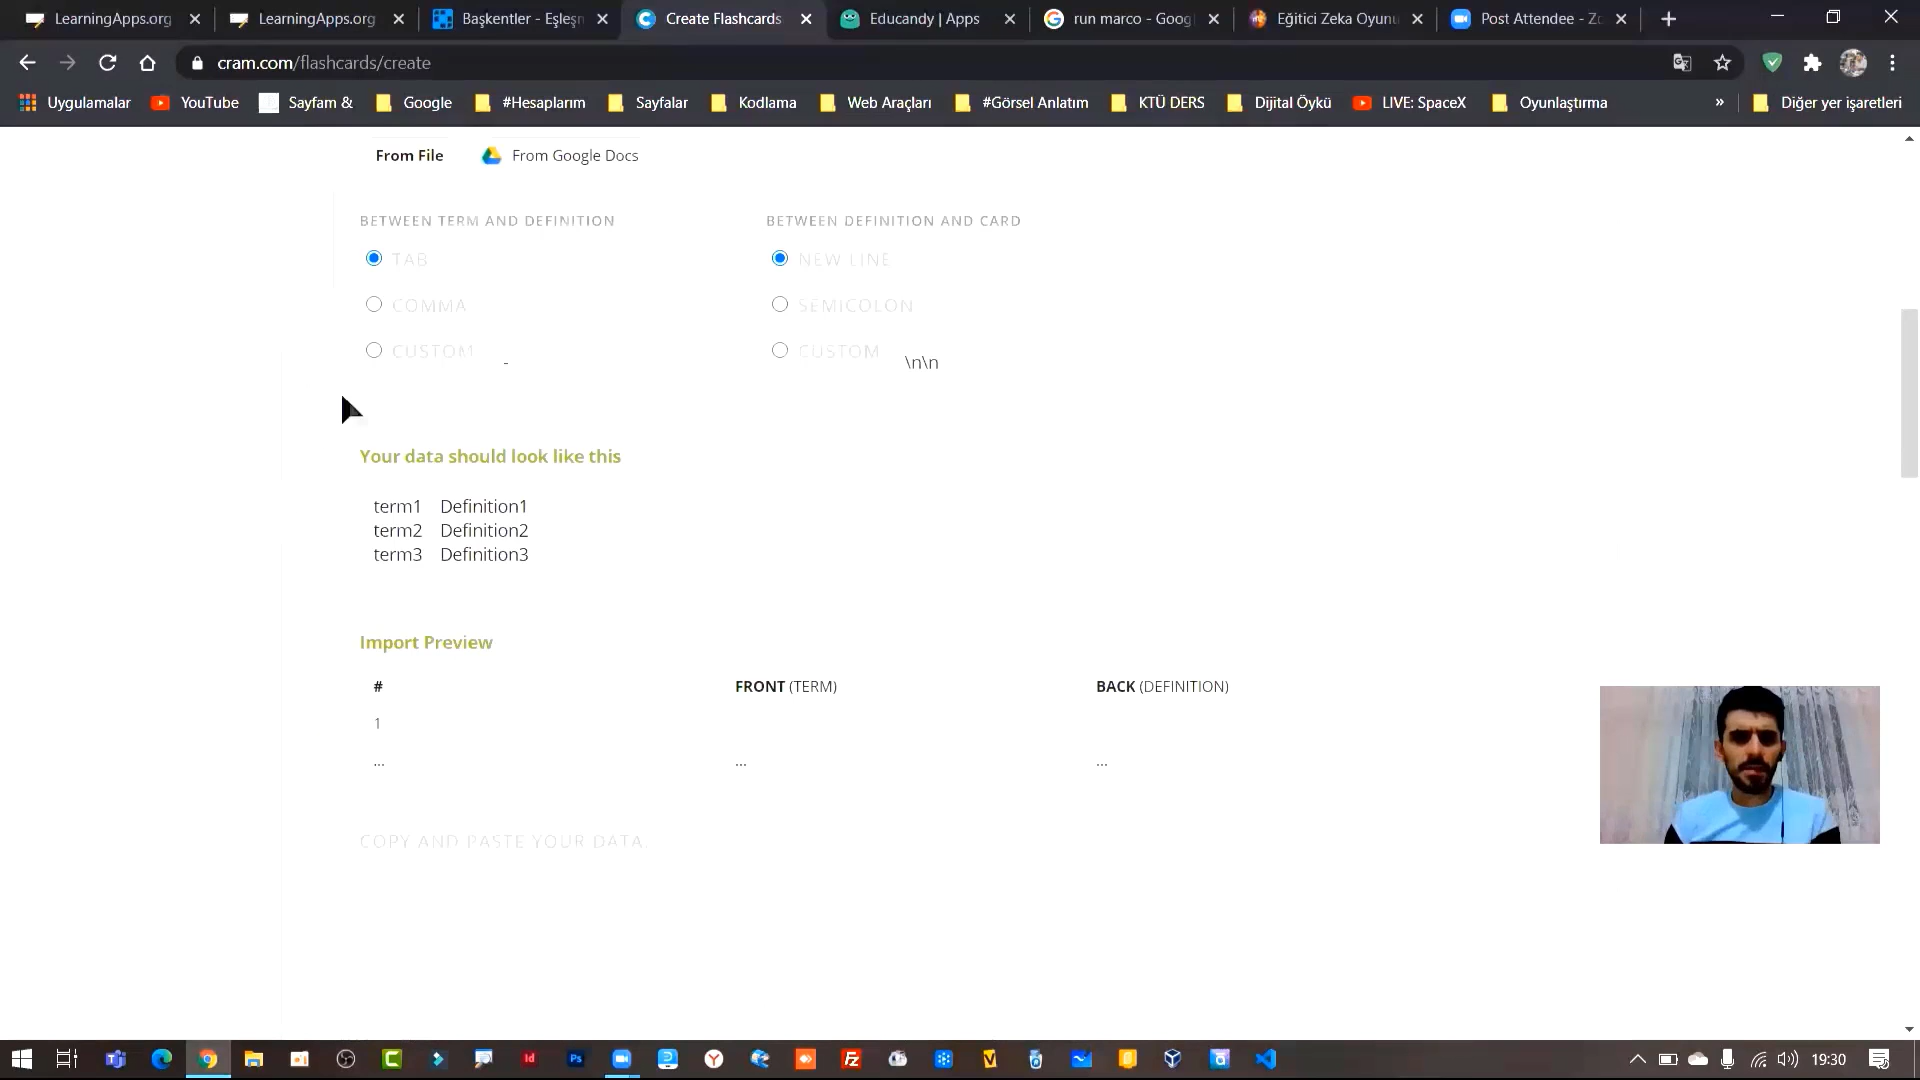 LearningApps.org
LearningApps.org
Başkentler - Eşleşn
Create Flashcards
Educandy | Apps
run marco - Goog
Eğitici Zeka Oyunu
Post Attendee - Zo
cram.com/flashcards/create
Uygulamalar
YouTube
Sayfam &
Google
#Hesaplarım
Sayfalar
Kodlama
Web Araçları
#Görsel Anlatım
KTÜ DERS
Dijital Öykü
LIVE: SpaceX
Oyunlaştırma
»
Diğer yer işaretleri
From File
From Google Docs
BETWEEN TERM AND DEFINITION
BETWEEN DEFINITION AND CARD
TAB
NEW LINE
COMMA
SEMICOLON
CUSTOM -
CUSTOM \n\n
Your data should look like this
term1 Definition1
term2 Definition2
term3 Definition3
Import Preview
# FRONT (TERM) BACK (DEFINITION)
1
... ... ...
COPY AND PASTE YOUR DATA.
19:30